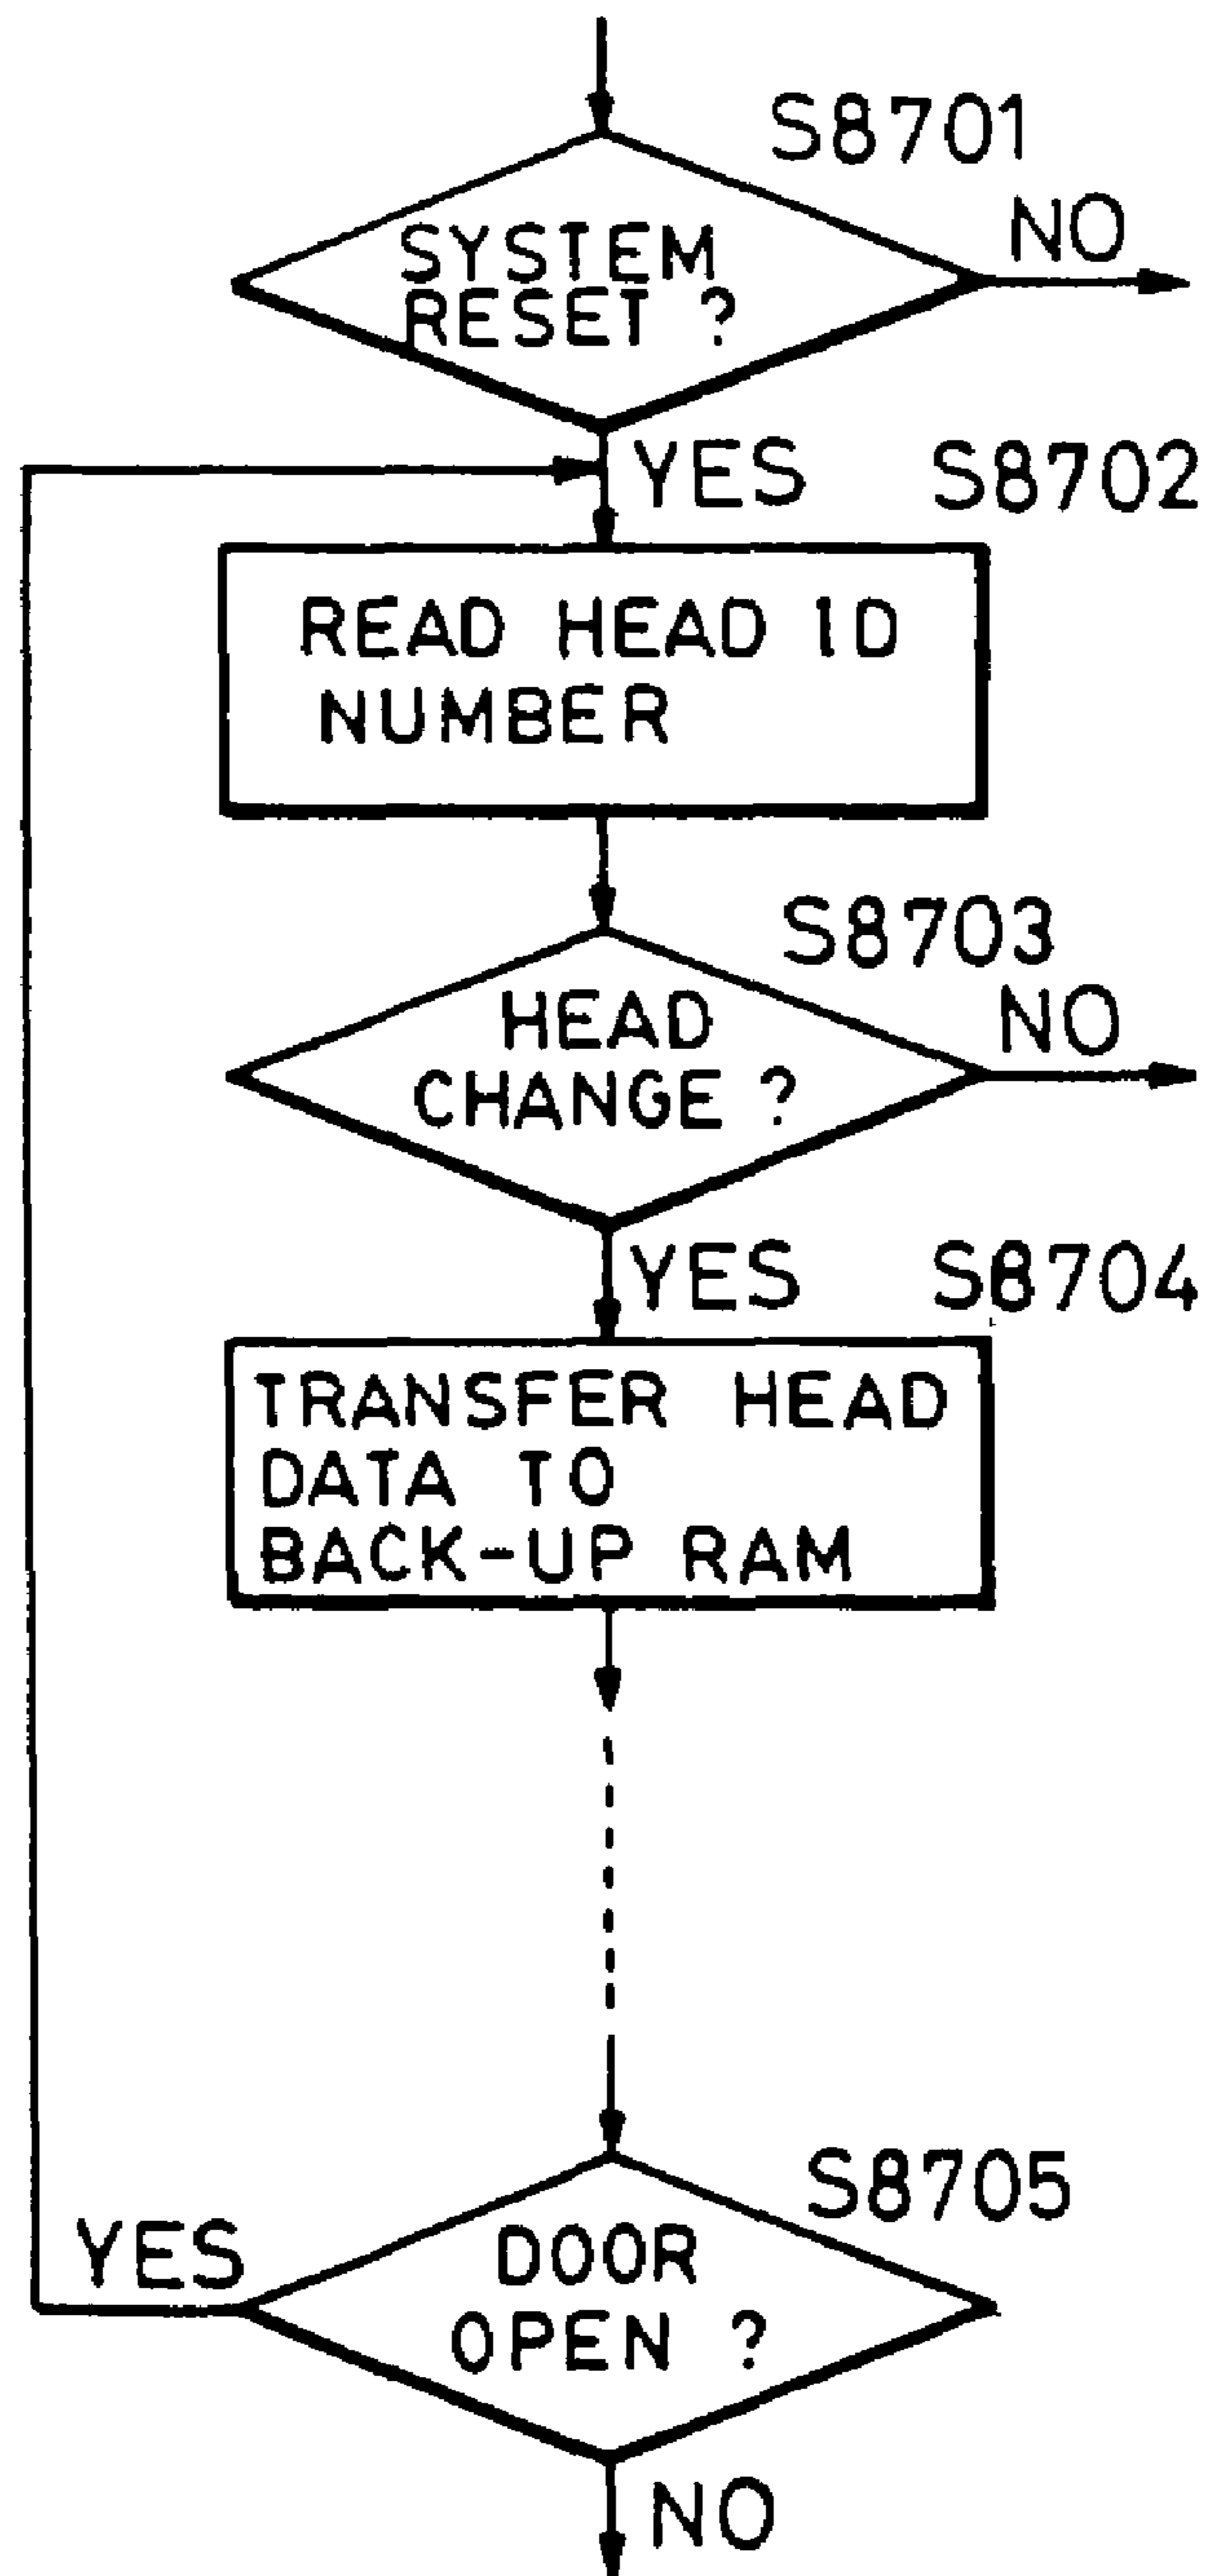 S8701
NO
SYSTEM
RESET ?
YES
S8702
READ HEAD ID
NUMBER
S8703
NO
HEAD
CHANGE ?
YES
S8704
TRANSFER HEAD
DATA TO
BACK-UP RAM
S8705
YES
DOOR
OPEN ?
NO